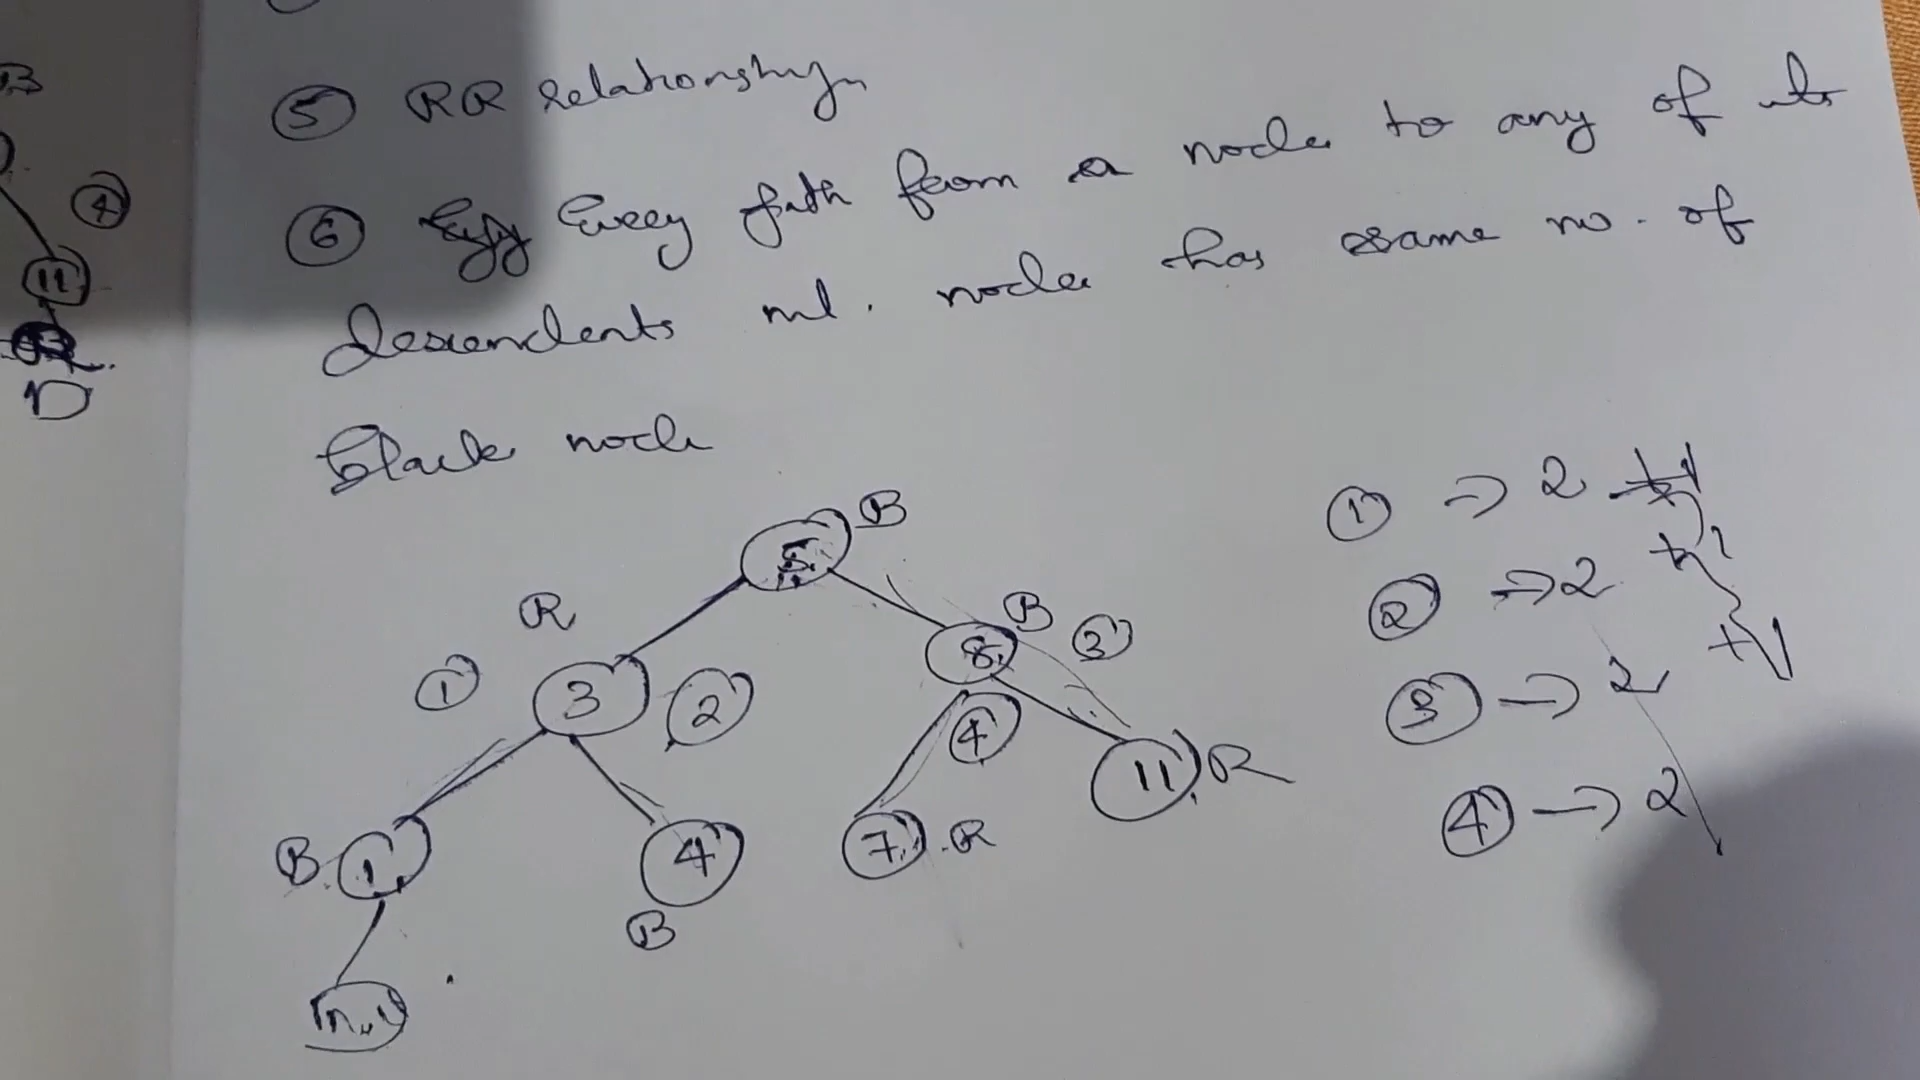 B
④
11
D
⑤ RR relationship
⑥ Every path from a node to any of its
descendents nl. node has same no. of
black node
B
5
R
B
8
③
①
3
②
④
11 R
B
1
4
7 R
B
① → 2
② → 2
③ → 2
④ → 2